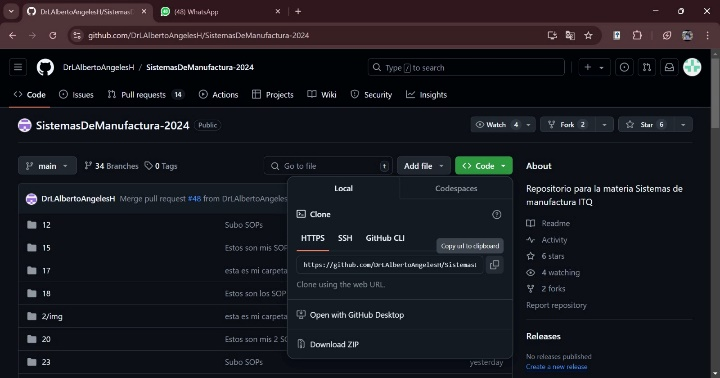 DrLAlbertoAngelesH/Sistemas
(48) WhatsApp
github.com/DrLAlbertoAngelesH/SistemasDeManufactura-2024
DrLAlbertoAngelesH / SistemasDeManufactura-2024
Type / to search
Code Issues Pull requests 14 Actions Projects Wiki Security Insights
SistemasDeManufactura-2024 Public
Watch 4 Fork 2 Star 6
main 34 Branches 0 Tags
Go to file t Add file Code
DrLAlbertoAngelesH Merge pull request #48 from DrLAlbertoAngeles
12 Subo SOPs
15 Estos son mis SOP
17 esta es mi carpeta
18 Estos son los SOP
2/img esta es mi carpeta
20 Estos son mis 2 SO
23 Subo SOPs yesterday
Local Codespaces
Clone
HTTPS SSH GitHub CLI
Copy url to clipboard
https://github.com/DrLAlbertoAngelesH/Sistemas
Clone using the web URL.
Open with GitHub Desktop
Download ZIP
About
Repositorio para la materia Sistemas de
manufactura ITQ
Readme
Activity
6 stars
4 watching
2 forks
Report repository
Releases
No releases published
Create a new release